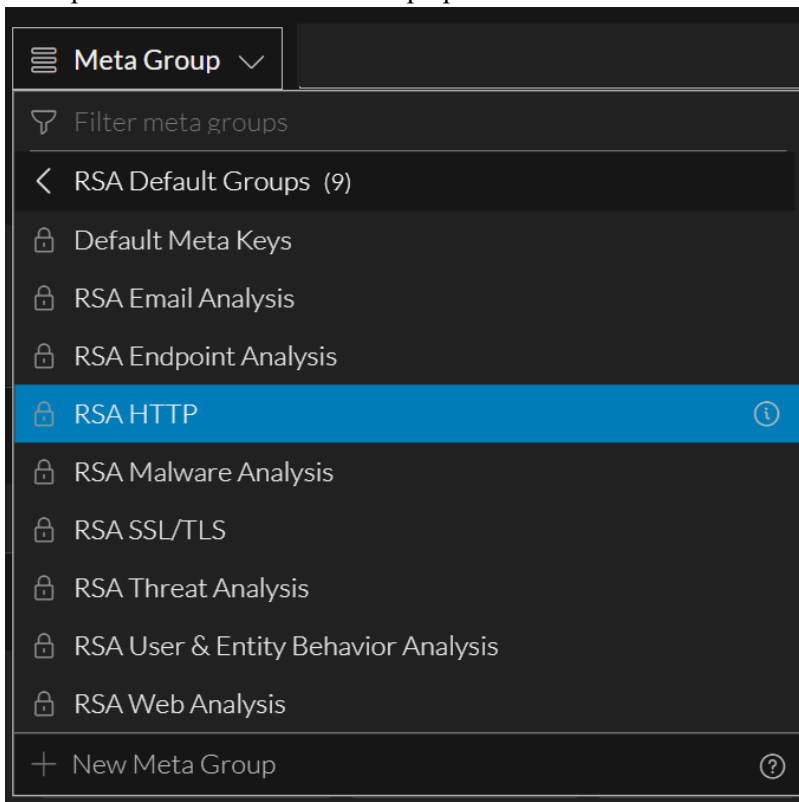 Meta Group
Filter meta groups
RSA Default Groups (9)
Default Meta Keys
RSA Email Analysis
RSA Endpoint Analysis
RSA HTTP
RSA Malware Analysis
RSA SSL/TLS
RSA Threat Analysis
RSA User & Entity Behavior Analysis
RSA Web Analysis
New Meta Group